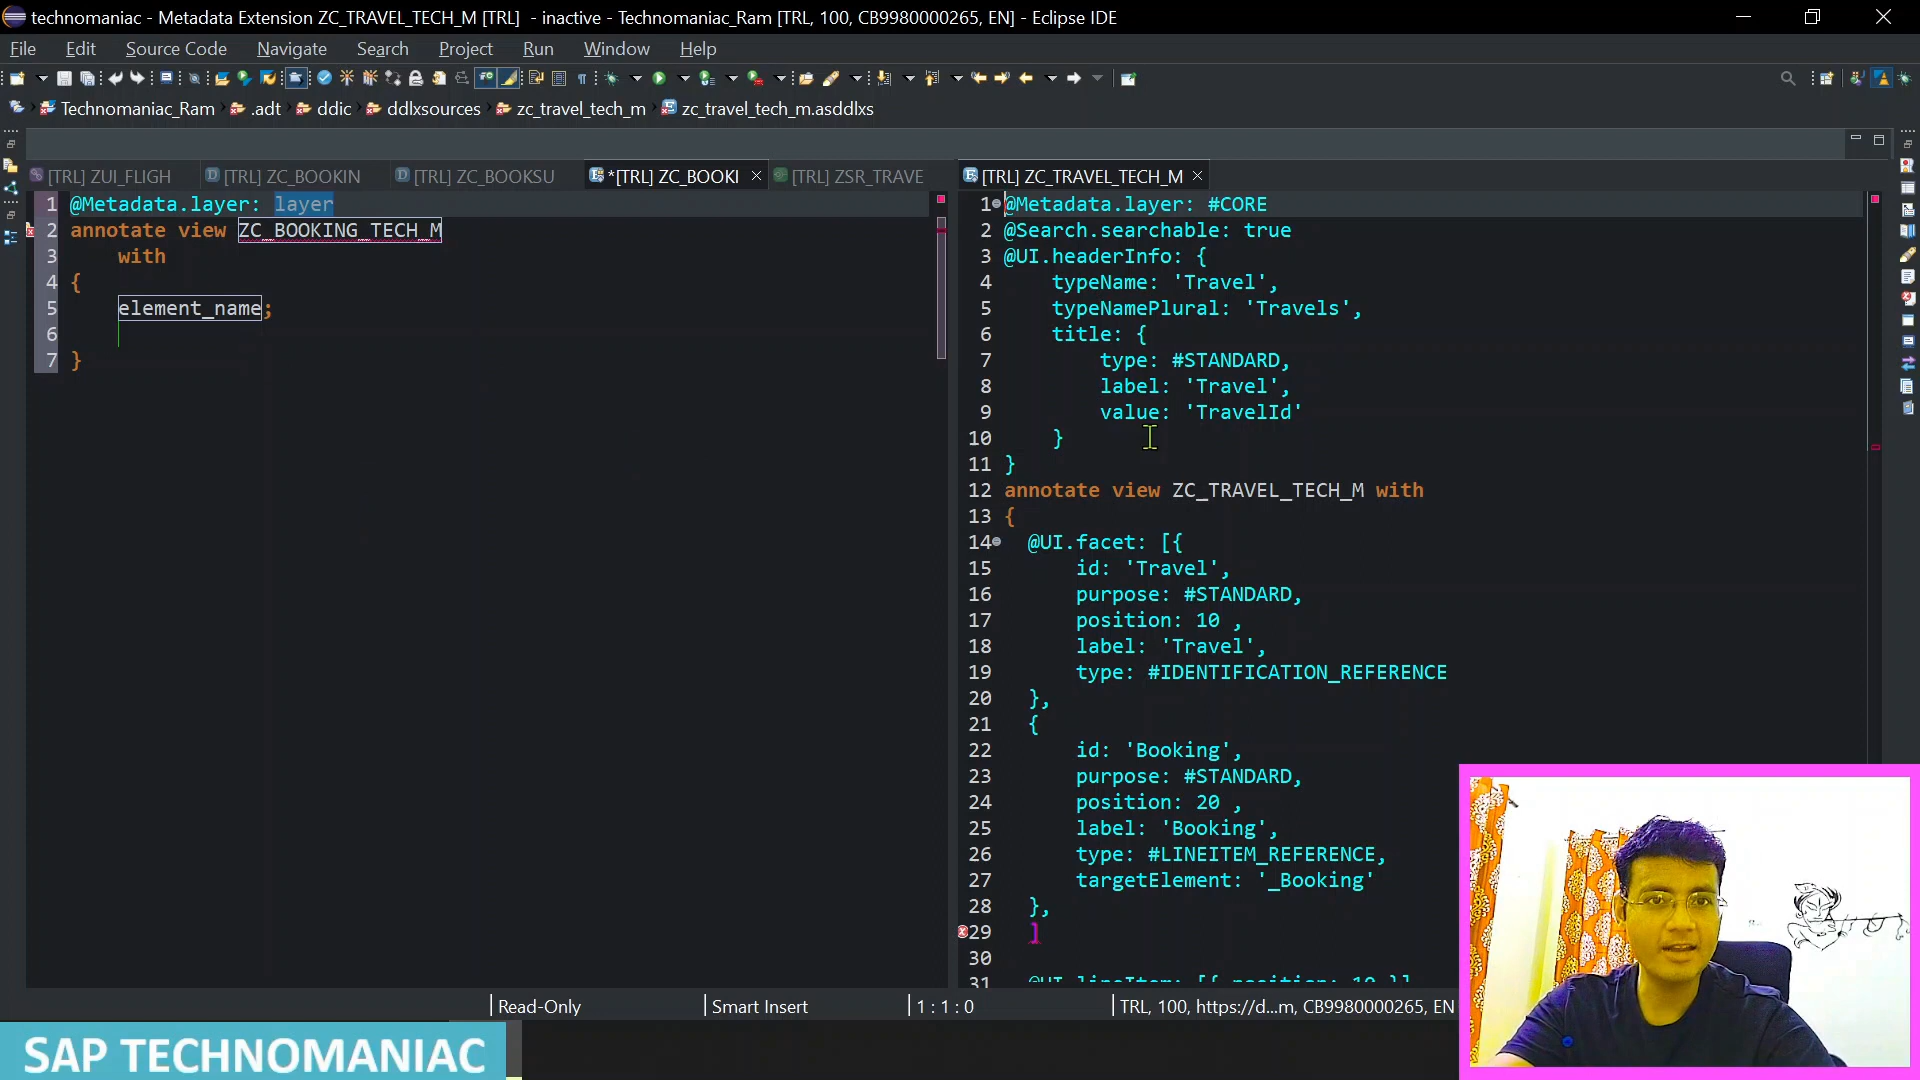 technomaniac - Metadata Extension ZC_TRAVEL_TECH_M [TRL]  - inactive - Technomaniac_Ram [TRL, 100, CB9980000265, EN] - Eclipse IDE
File Edit Source Code Navigate Search Project Run Window Help
Technomaniac_Ram .adt ddic ddlxsources zc_travel_tech_m zc_travel_tech_m.asddlxs
[TRL] ZUI_FLIGH [TRL] ZC_BOOKIN [TRL] ZC_BOOKSU *[TRL] ZC_BOOKI [TRL] ZSR_TRAVE
1 @Metadata.layer: layer
2 annotate view ZC_BOOKING_TECH_M
3 with
4 {
5 element_name;
6
7 }
[TRL] ZC_TRAVEL_TECH_M
1 @Metadata.layer: #CORE
2 @Search.searchable: true
3 @UI.headerInfo: {
4 typeName: 'Travel',
5 typeNamePlural: 'Travels',
6 title: {
7 type: #STANDARD,
8 label: 'Travel',
9 value: 'TravelId'
10 }
11 }
12 annotate view ZC_TRAVEL_TECH_M with
13 {
14 @UI.facet: [{
15 id: 'Travel',
16 purpose: #STANDARD,
17 position: 10 ,
18 label: 'Travel',
19 type: #IDENTIFICATION_REFERENCE
20 },
21 {
22 id: 'Booking',
23 purpose: #STANDARD,
24 position: 20 ,
25 label: 'Booking',
26 type: #LINEITEM_REFERENCE,
27 targetElement: '_Booking'
28 },
29 ]
30
31 @UI.lineItem: [{ position: 10 }]
Read-Only Smart Insert 1 : 1 : 0 TRL, 100, https://d...m, CB9980000265, EN
SAP TECHNOMANIAC